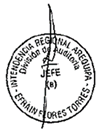 INTENDENCIA REGIONAL AREQUIPA
División de Auditoría
JEFE
(e)
- EFRAIN FLORES TORRES -